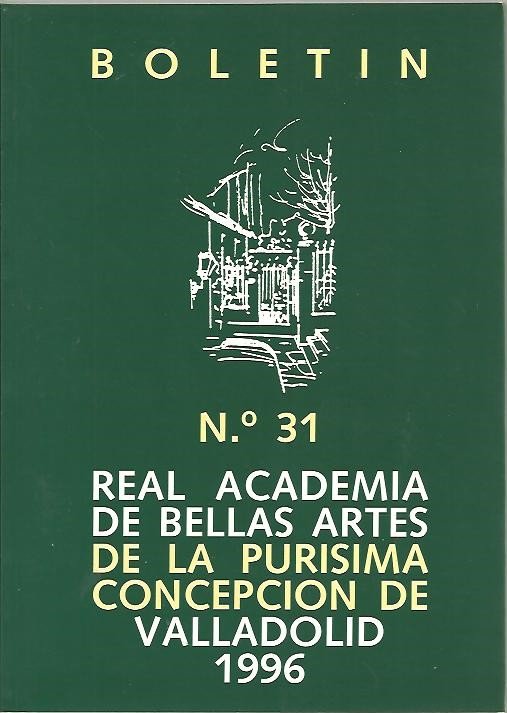 BOLETIN
N.º 31
REAL ACADEMIA
DE BELLAS ARTES
DE LA PURISIMA
CONCEPCION DE
VALLADOLID
1996